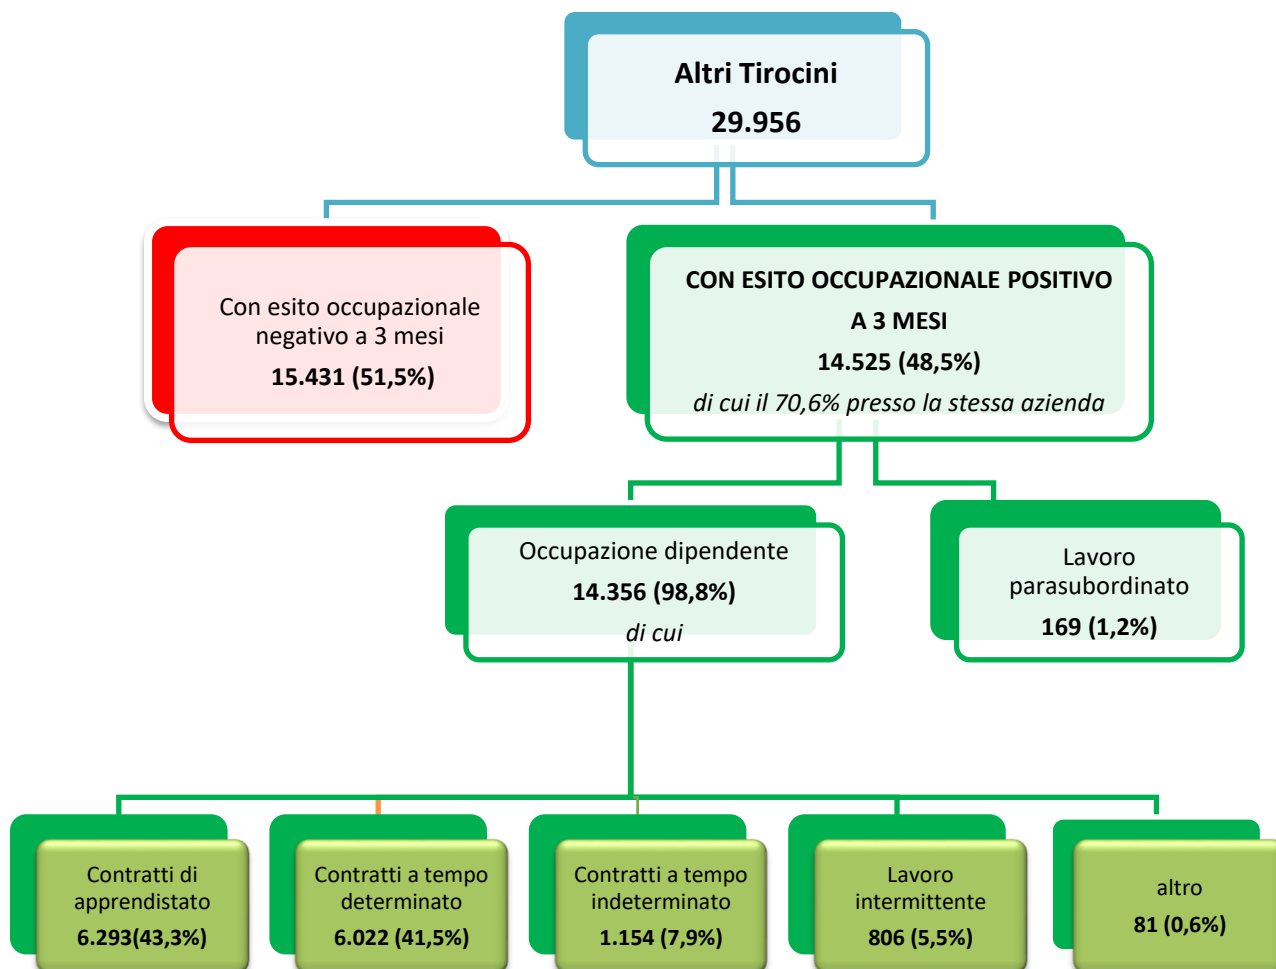 Altri Tirocini
29.956
Con esito occupazionale
negativo a 3 mesi
15.431 (51,5%)
CON ESITO OCCUPAZIONALE POSITIVO
A 3 MESI
14.525 (48,5%)
di cui il 70,6% presso la stessa azienda
Occupazione dipendente
14.356 (98,8%)
di cui
Lavoro
parasubordinato
169 (1,2%)
Contratti di
apprendistato
6.293(43,3%)
Contratti a tempo
determinato
6.022 (41,5%)
Contratti a tempo
indeterminato
1.154 (7,9%)
Lavoro
intermittente
806 (5,5%)
altro
81 (0,6%)